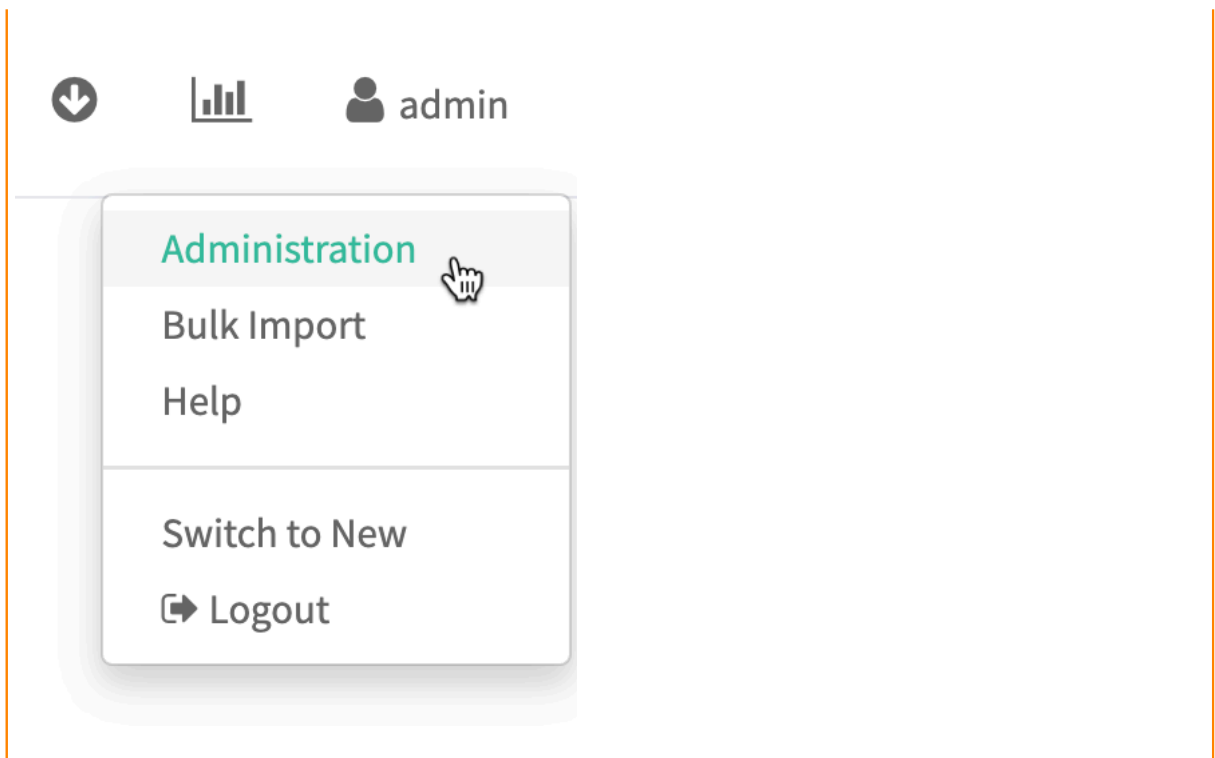 admin
Administration
Bulk Import
Help
Switch to New
Logout